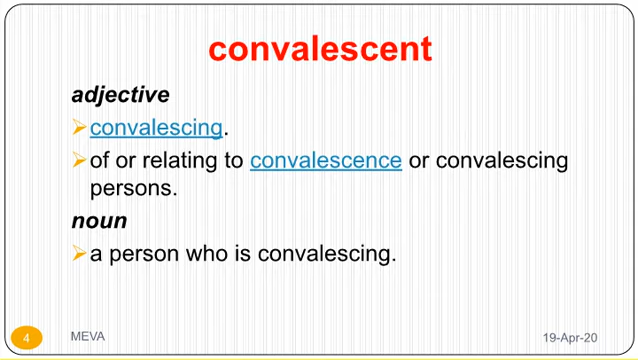 convalescent
adjective
convalescing.
of or relating to convalescence or convalescing
persons.
noun
a person who is convalescing.
4
MEVA
19-Apr-20